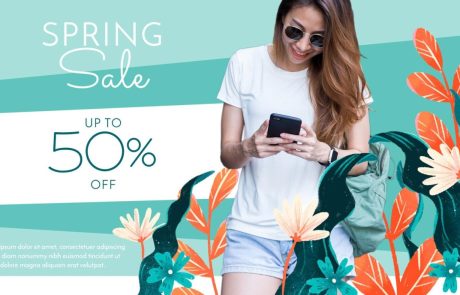 SPRING
Sale
UP TO
50%
OFF
ipsum dolor sit amet, consectetuer adipiscing
diam nonummy nibh euismod tincidunt ut
dolore magna aliquam erat volutpat.